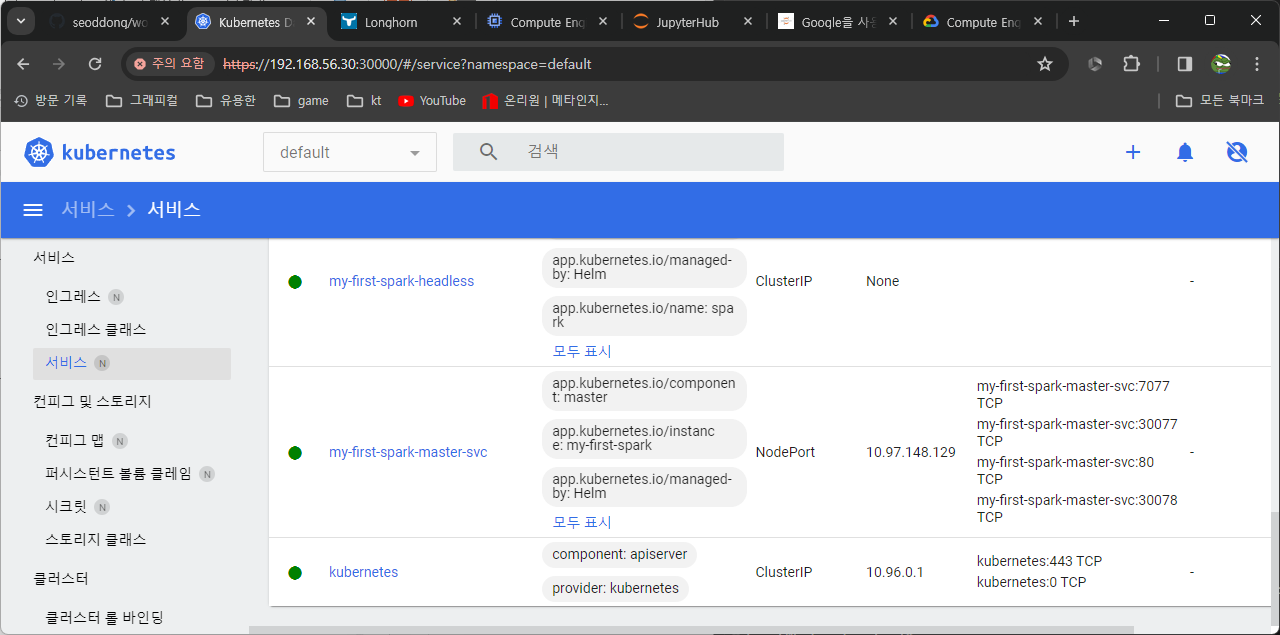 seoddong/wo
Kubernetes D
Longhorn
Compute Eng
JupyterHub
Google을 사용
Compute Eng
주의 요함
https://192.168.56.30:30000/#/service?namespace=default
방문 기록
그래피컬
유용한
game
kt
YouTube
온리원 | 메타인지...
모든 북마크
kubernetes
default
검색
서비스 > 서비스
서비스
인그레스 N
인그레스 클래스
서비스 N
컨피그 및 스토리지
컨피그 맵 N
퍼시스턴트 볼륨 클레임 N
시크릿 N
스토리지 클래스
클러스터
클러스터 롤 바인딩
my-first-spark-headless
app.kubernetes.io/managed-
by: Helm
app.kubernetes.io/name: spa
rk
모두 표시
ClusterIP
None
-
my-first-spark-master-svc
app.kubernetes.io/componen
t: master
app.kubernetes.io/instanc
e: my-first-spark
app.kubernetes.io/managed-
by: Helm
모두 표시
NodePort
10.97.148.129
my-first-spark-master-svc:7077
TCP
my-first-spark-master-svc:30077
TCP
my-first-spark-master-svc:80
TCP
my-first-spark-master-svc:30078
TCP
-
kubernetes
component: apiserver
provider: kubernetes
ClusterIP
10.96.0.1
kubernetes:443 TCP
kubernetes:0 TCP
-